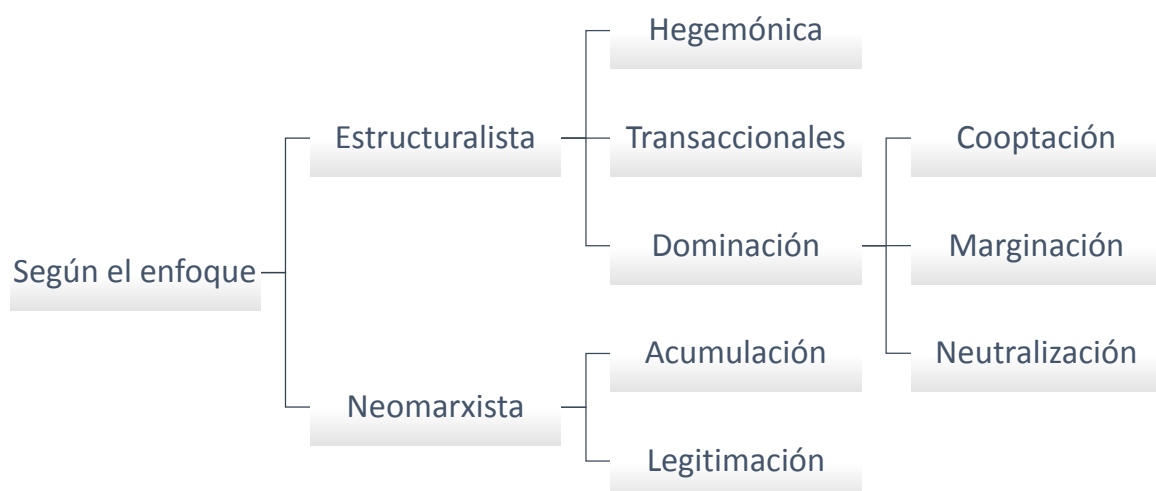 Según el enfoque
Estructuralista
Hegemónica
Transaccionales
Dominación
Cooptación
Marginación
Neutralización
Neomarxista
Acumulación
Legitimación